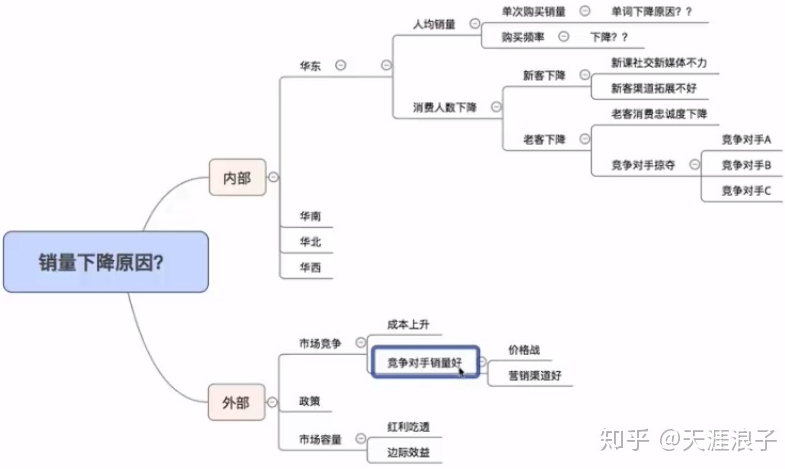 销量下降原因？
内部
华东
人均销量
单次购买销量
单词下降原因？？
购买频率
下降？？
消费人数下降
新客下降
新课社交新媒体不力
新客渠道拓展不好
老客下降
老客消费忠诚度下降
竞争对手掠夺
竞争对手A
竞争对手B
竞争对手C
华南
华北
华西
外部
市场竞争
成本上升
竞争对手销量好
价格战
营销渠道好
政策
市场容量
红利吃透
边际效益
知乎 @天涯浪子